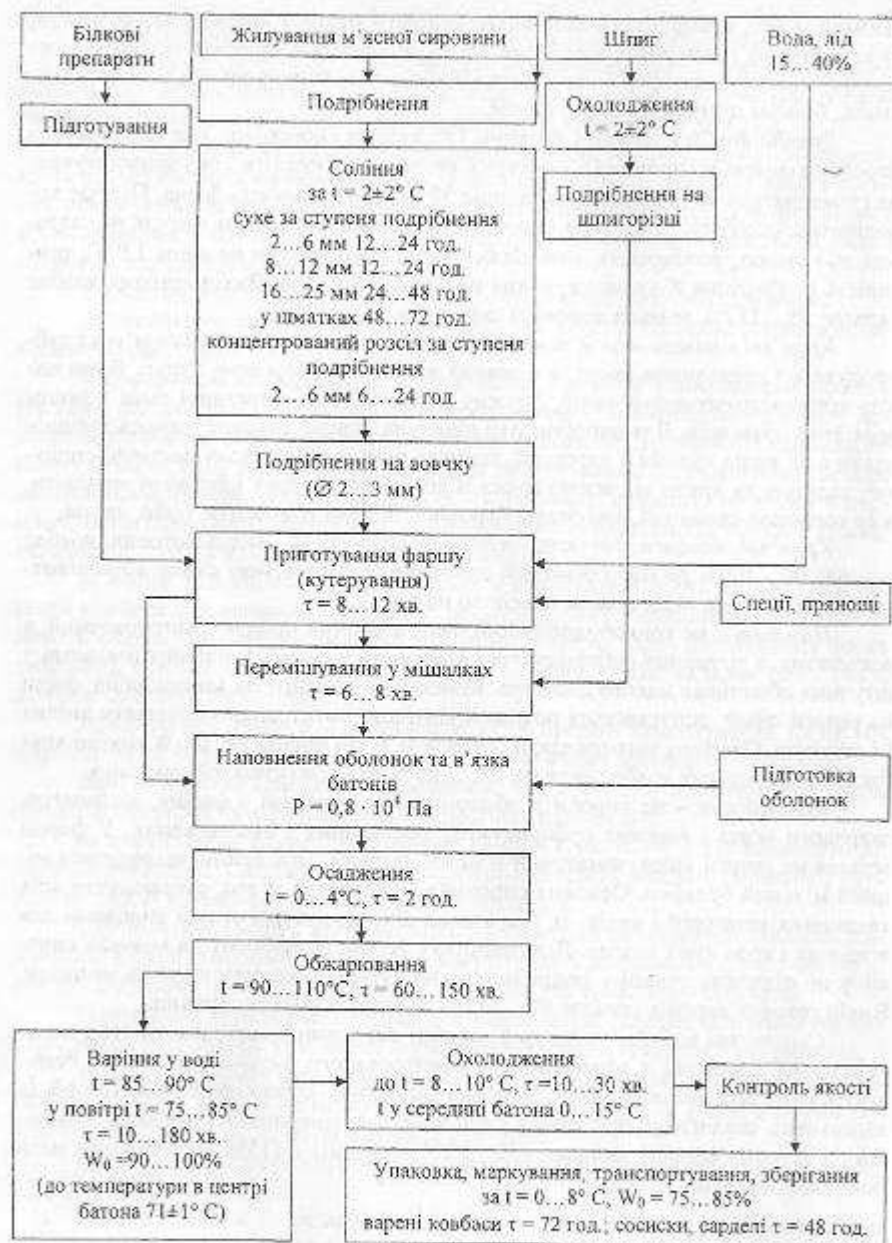 Білкові
препарати
Жилування м'ясної сировини
Шпиг
Вода, лід
15…40%
Підготування
Подрібнення
Охолодження
t = 2±2° C
Соління
за t = 2±2° C
сухе за ступеня подрібнення
2…6 мм 12…24 год.
8…12 мм 12…24 год.
16…25 мм 24…48 год.
у шматках 48…72 год.
концентрований розсіл за ступеня
подрібнення
2…6 мм 6…24 год.
Подрібнення на
шпигорізці
Подрібнення на вовчку
(Ø 2…3 мм)
Приготування фаршу
(кутерування)
τ = 8…12 хв.
Спеції, прянощі
Перемішування у мішалках
τ = 6…8 хв.
Наповнення оболонок та в'язка
батонів
P = 0,8 · 10⁴ Па
Підготовка
оболонок
Осадження
t = 0…4°C, τ = 2 год.
Обжарювання
t = 90…110°C, τ = 60…150 хв.
Варіння у воді
t = 85…90° C
у повітрі t = 75…85° C
τ = 10…180 хв.
W₀ =90…100%
(до температури в центрі
батона 71±1° C)
Охолодження
до t = 8…10° C, τ =10…30 хв.
t у середині батона 0…15° C
Контроль якості
Упаковка, маркування, транспортування, зберігання
за t = 0…8° C, W₀ = 75…85%
варені ковбаси τ = 72 год.; сосиски, сарделі τ = 48 год.